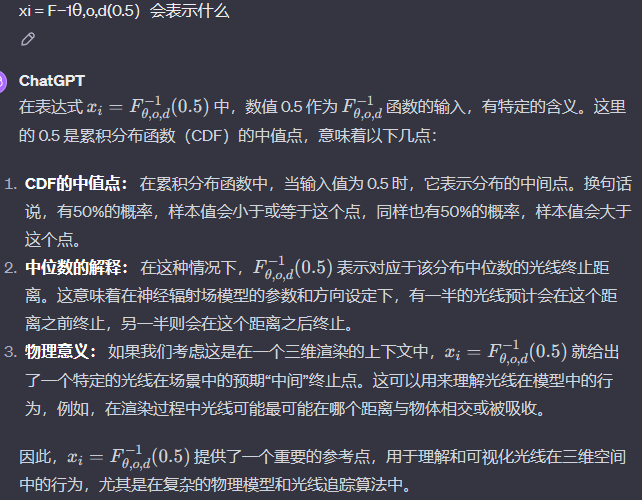 xi = F−1θ,o,d(0.5）会表示什么
ChatGPT
在表达式 $x_i = F_{\theta,o,d}^{-1}(0.5)$ 中，数值 0.5 作为 $F_{\theta,o,d}^{-1}$ 函数的输入，有特定的含义。这里
的 0.5 是累积分布函数（CDF）的中值点，意味着以下几点：
1. CDF的中值点： 在累积分布函数中，当输入值为 0.5 时，它表示分布的中间点。换句话
说，有50%的概率，样本值会小于或等于这个点，同样也有50%的概率，样本值会大于
这个点。
2. 中位数的解释： 在这种情况下，$F_{\theta,o,d}^{-1}(0.5)$ 表示对应于该分布中位数的光线终止距
离。这意味着在神经辐射场模型的参数和方向设定下，有一半的光线预计会在这个距
离之前终止，另一半则会在这个距离之后终止。
3. 物理意义： 如果我们考虑这是在一个三维渲染的上下文中，$x_i = F_{\theta,o,d}^{-1}(0.5)$ 就给出
了一个特定的光线在场景中的预期“中间”终止点。这可以用来理解光线在模型中的行
为，例如，在渲染过程中光线可能最可能在哪个距离与物体相交或被吸收。
因此，$x_i = F_{\theta,o,d}^{-1}(0.5)$ 提供了一个重要的参考点，用于理解和可视化光线在三维空间
中的行为，尤其是在复杂的物理模型和光线追踪算法中。